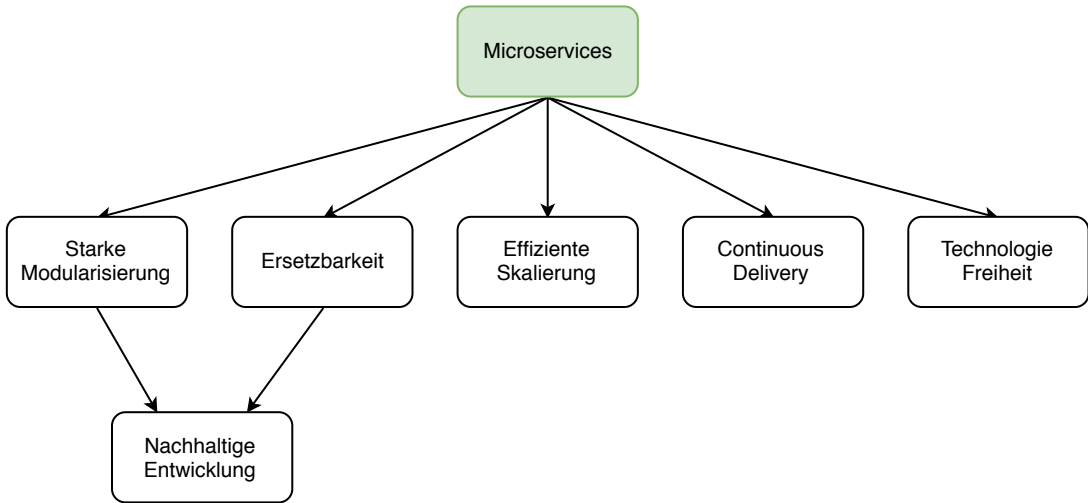 Microservices
Starke
Modularisierung
Ersetzbarkeit
Effiziente
Skalierung
Continuous
Delivery
Technologie
Freiheit
Nachhaltige
Entwicklung